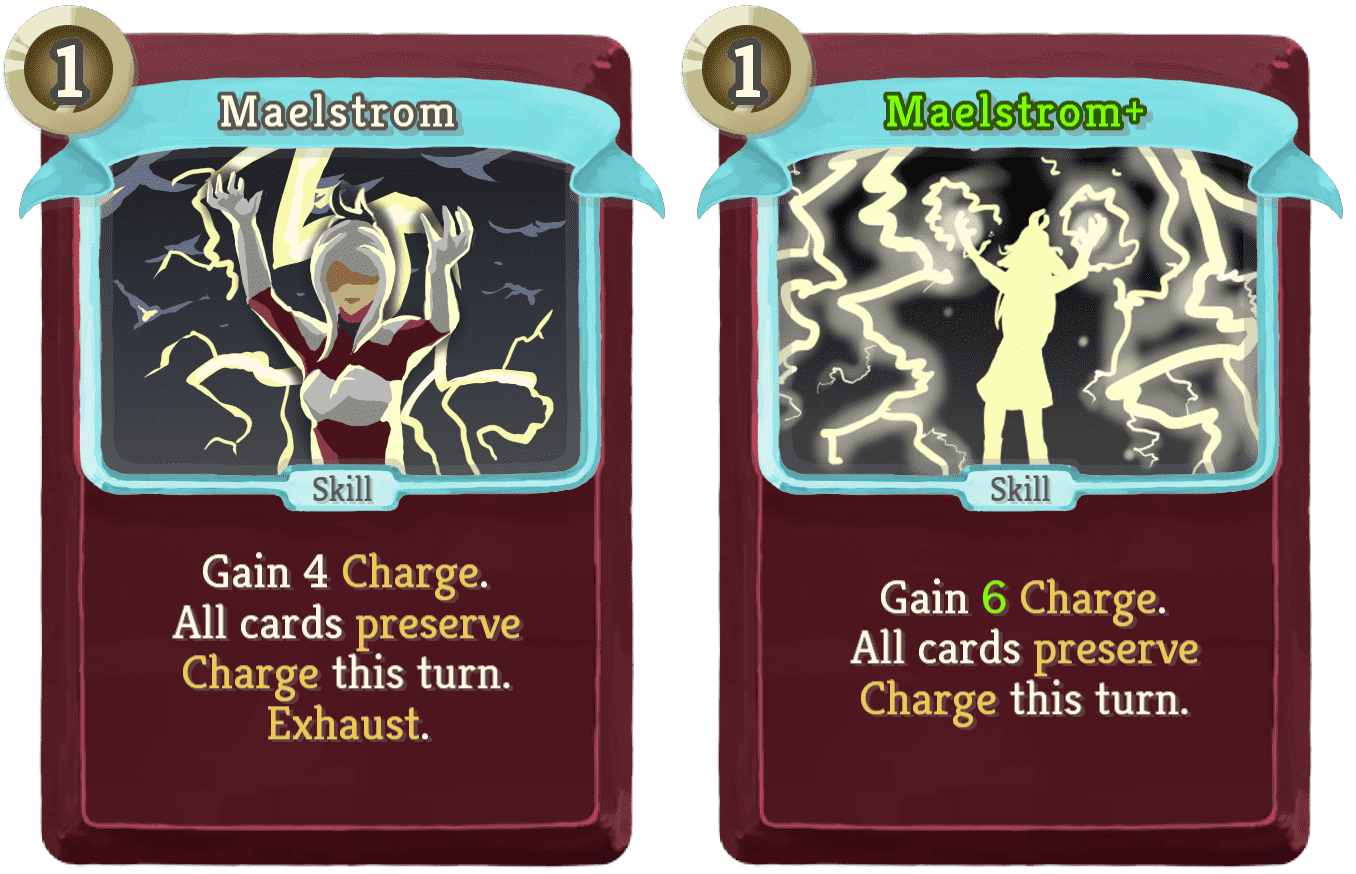 1
Maelstrom
Skill
Gain 4 Charge.
All cards preserve
Charge this turn.
Exhaust.
1
Maelstrom+
Skill
Gain 6 Charge.
All cards preserve
Charge this turn.